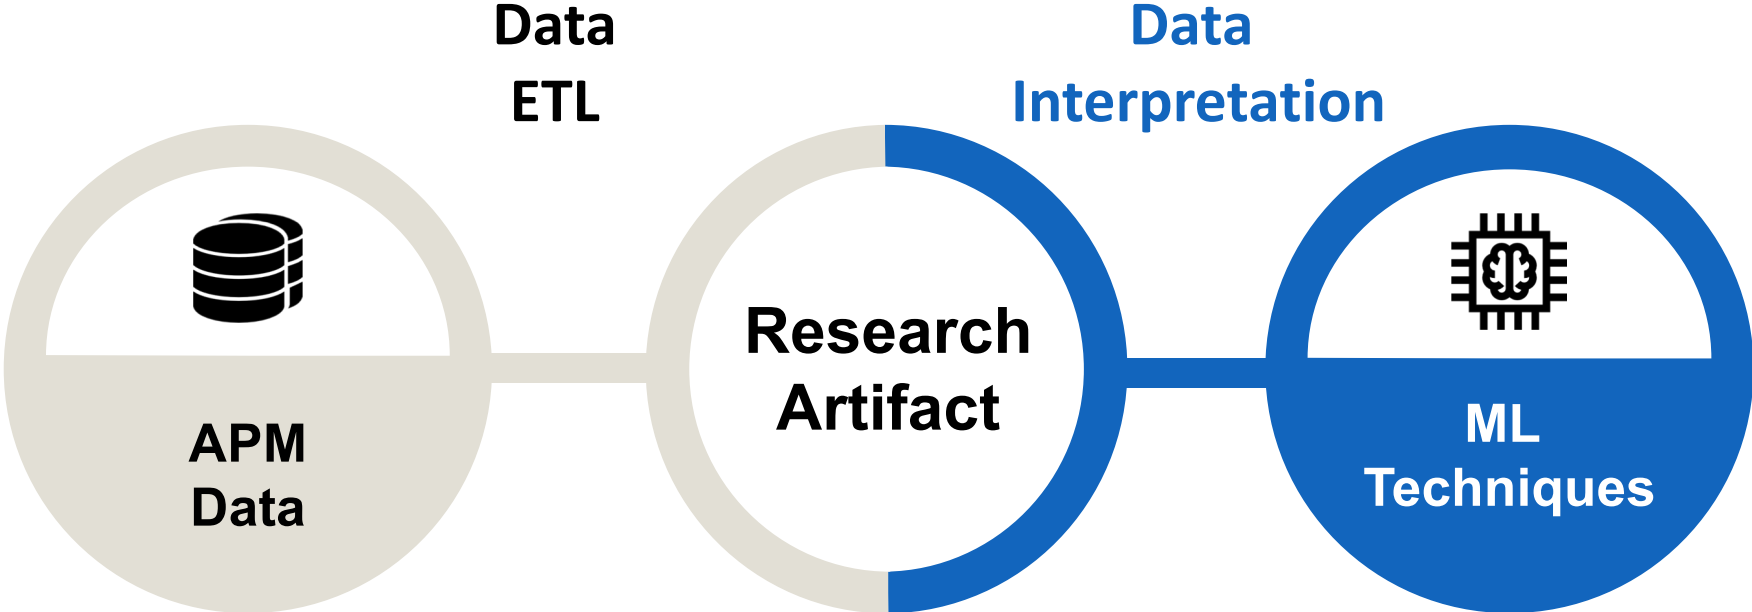 Data
ETL
Data
Interpretation
APM
Data
Research
Artifact
ML
Techniques